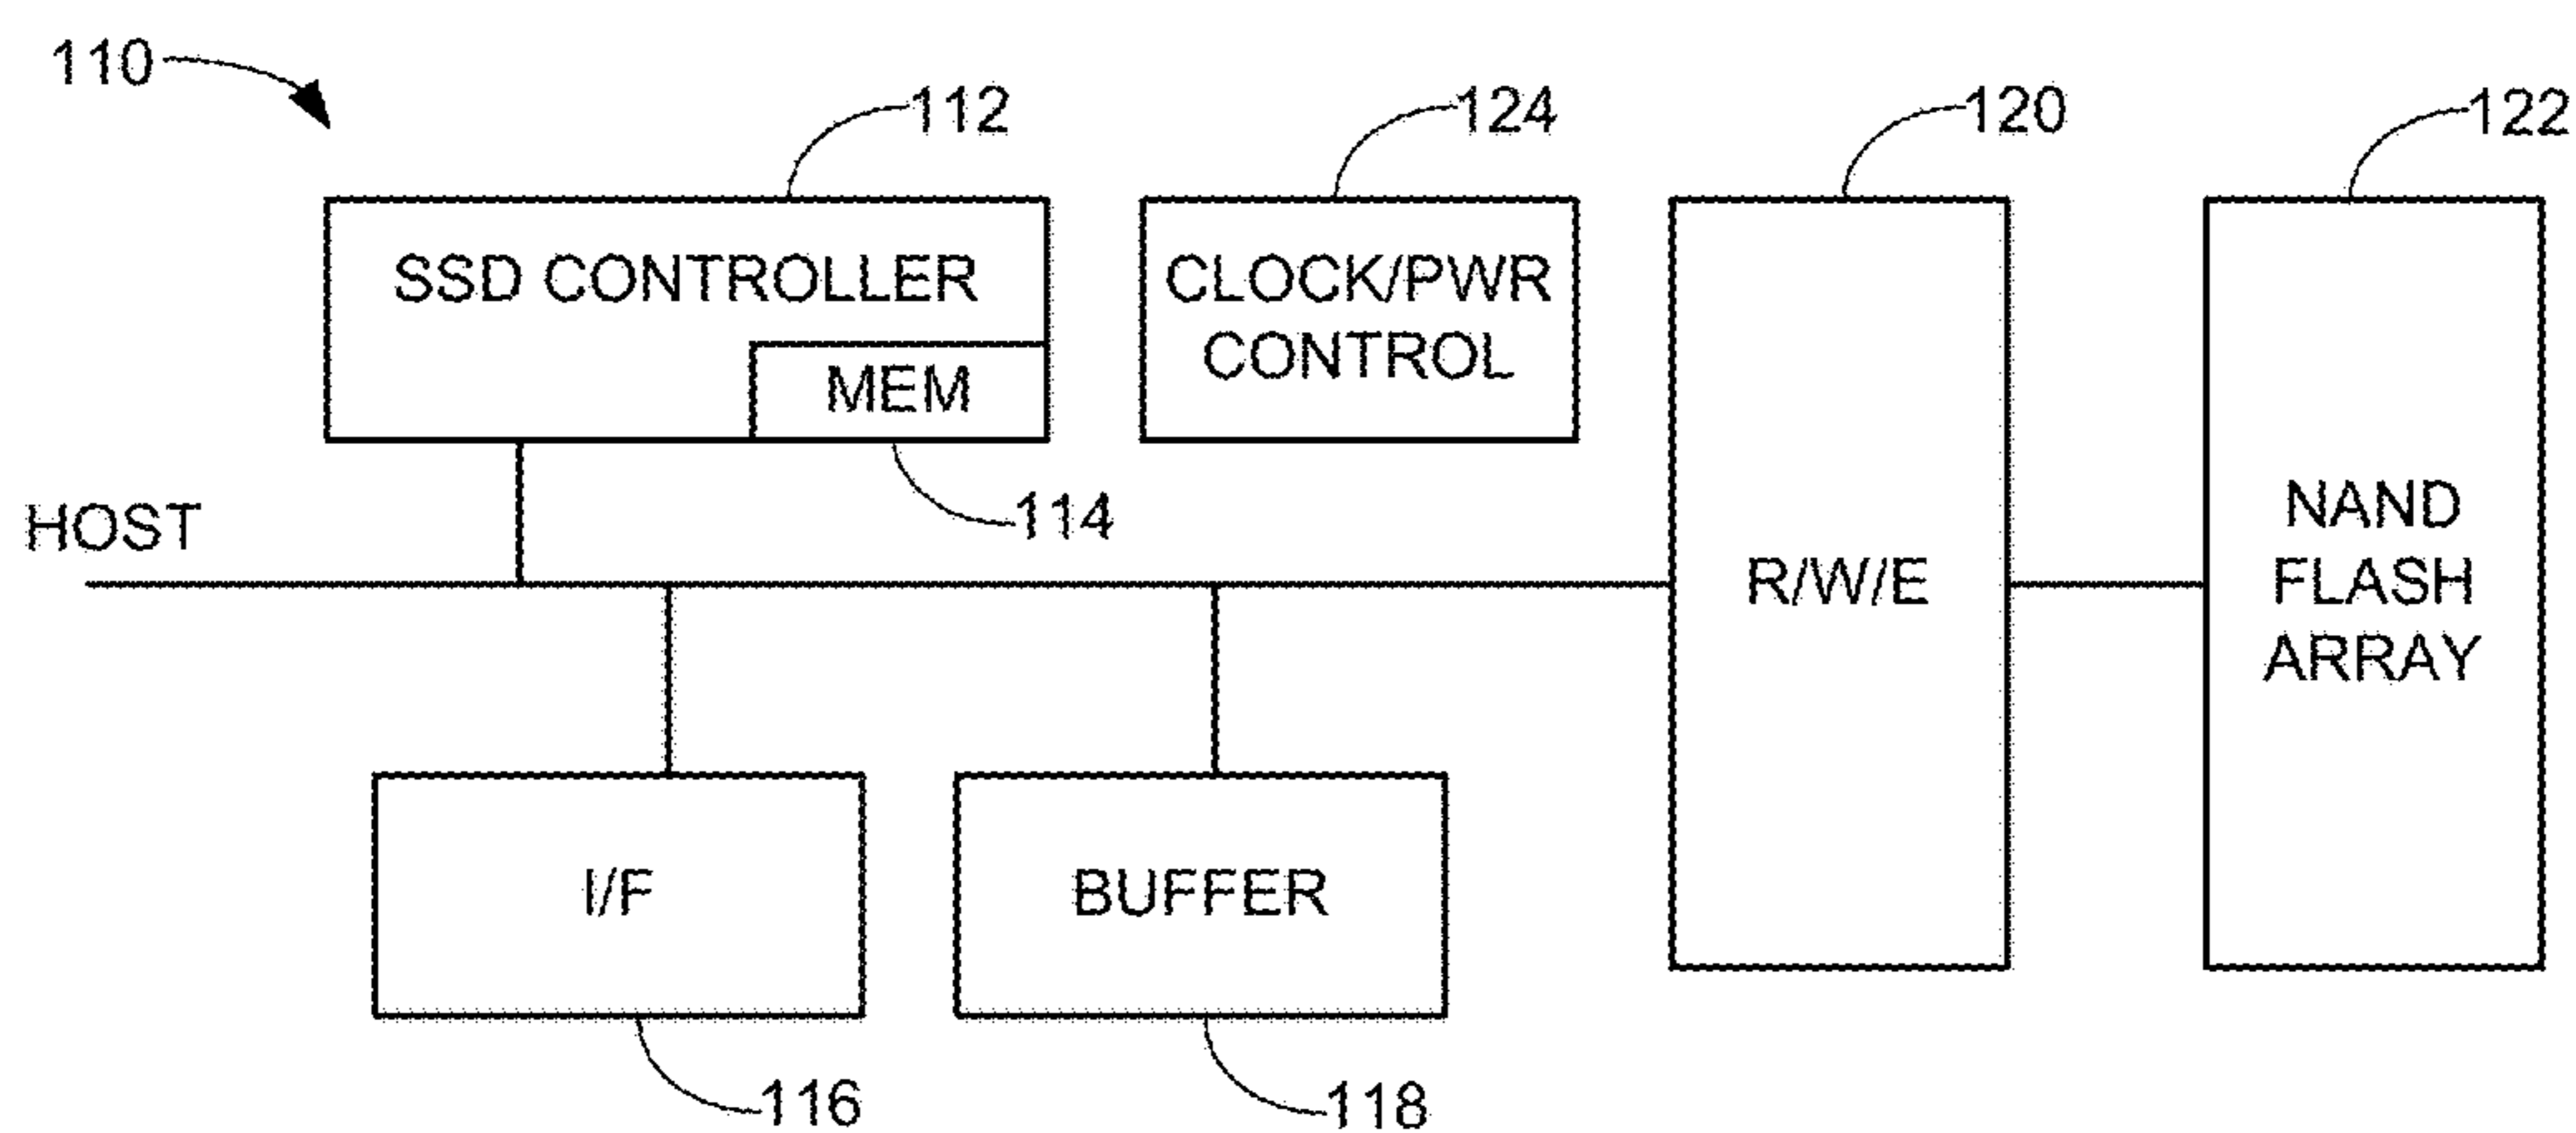 110
112
124
120
122
SSD CONTROLLER
MEM
CLOCK/PWR
CONTROL
114
HOST
R/W/E
NAND
FLASH
ARRAY
I/F
BUFFER
116
118